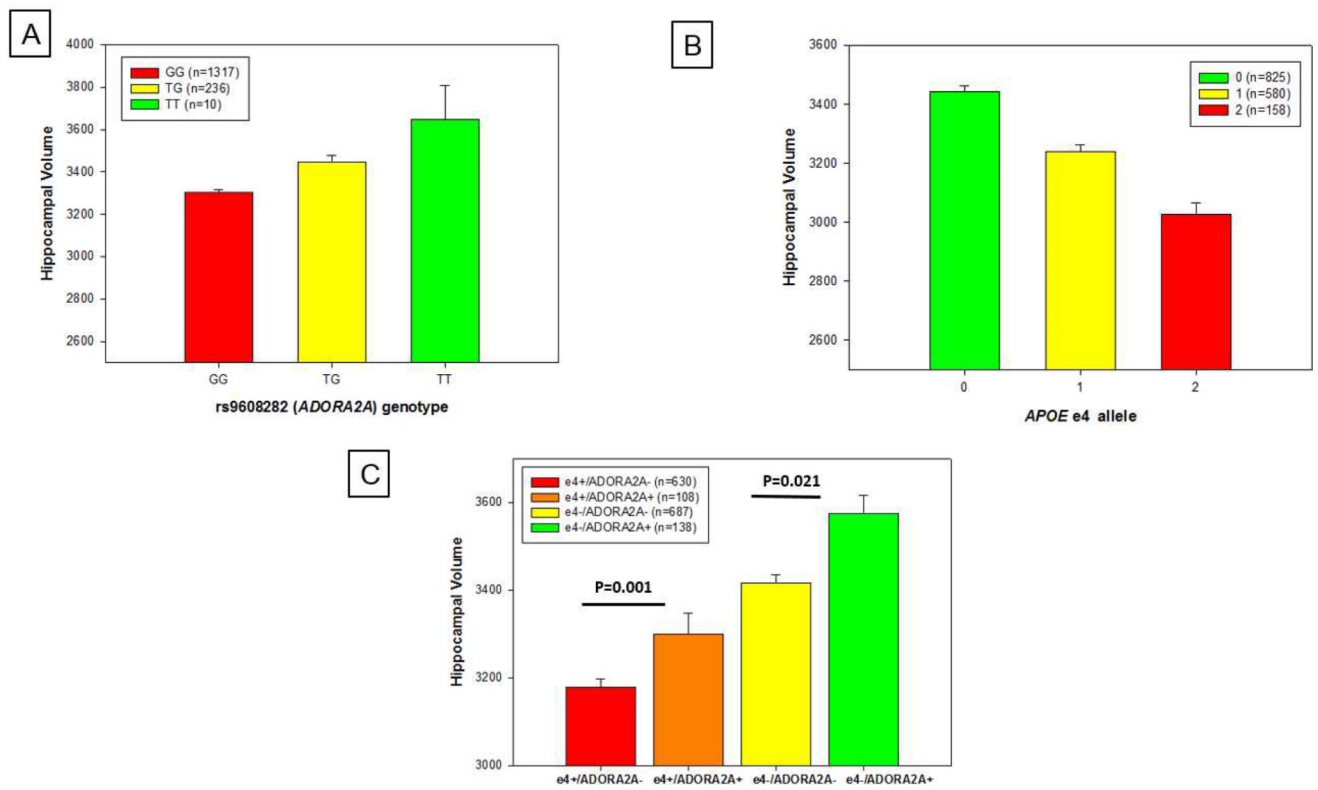 A
4000
3800
3600
3400
3200
3000
2800
2600
Hippocampal Volume
GG (n=1317)
TG (n=236)
TT (n=10)
GG TG TT
rs9608282 (ADORA2A) genotype
B
3600
3400
3200
3000
2800
2600
Hippocampal Volume
0 (n=825)
1 (n=580)
2 (n=158)
0 1 2
APOE e4 allele
C
3600
3400
3200
3000
Hippocampal Volume
e4+/ADORA2A- (n=630)
e4+/ADORA2A+ (n=108)
e4-/ADORA2A- (n=687)
e4-/ADORA2A+ (n=138)
P=0.021
P=0.001
e4+/ADORA2A- e4+/ADORA2A+ e4-/ADORA2A- e4-/ADORA2A+